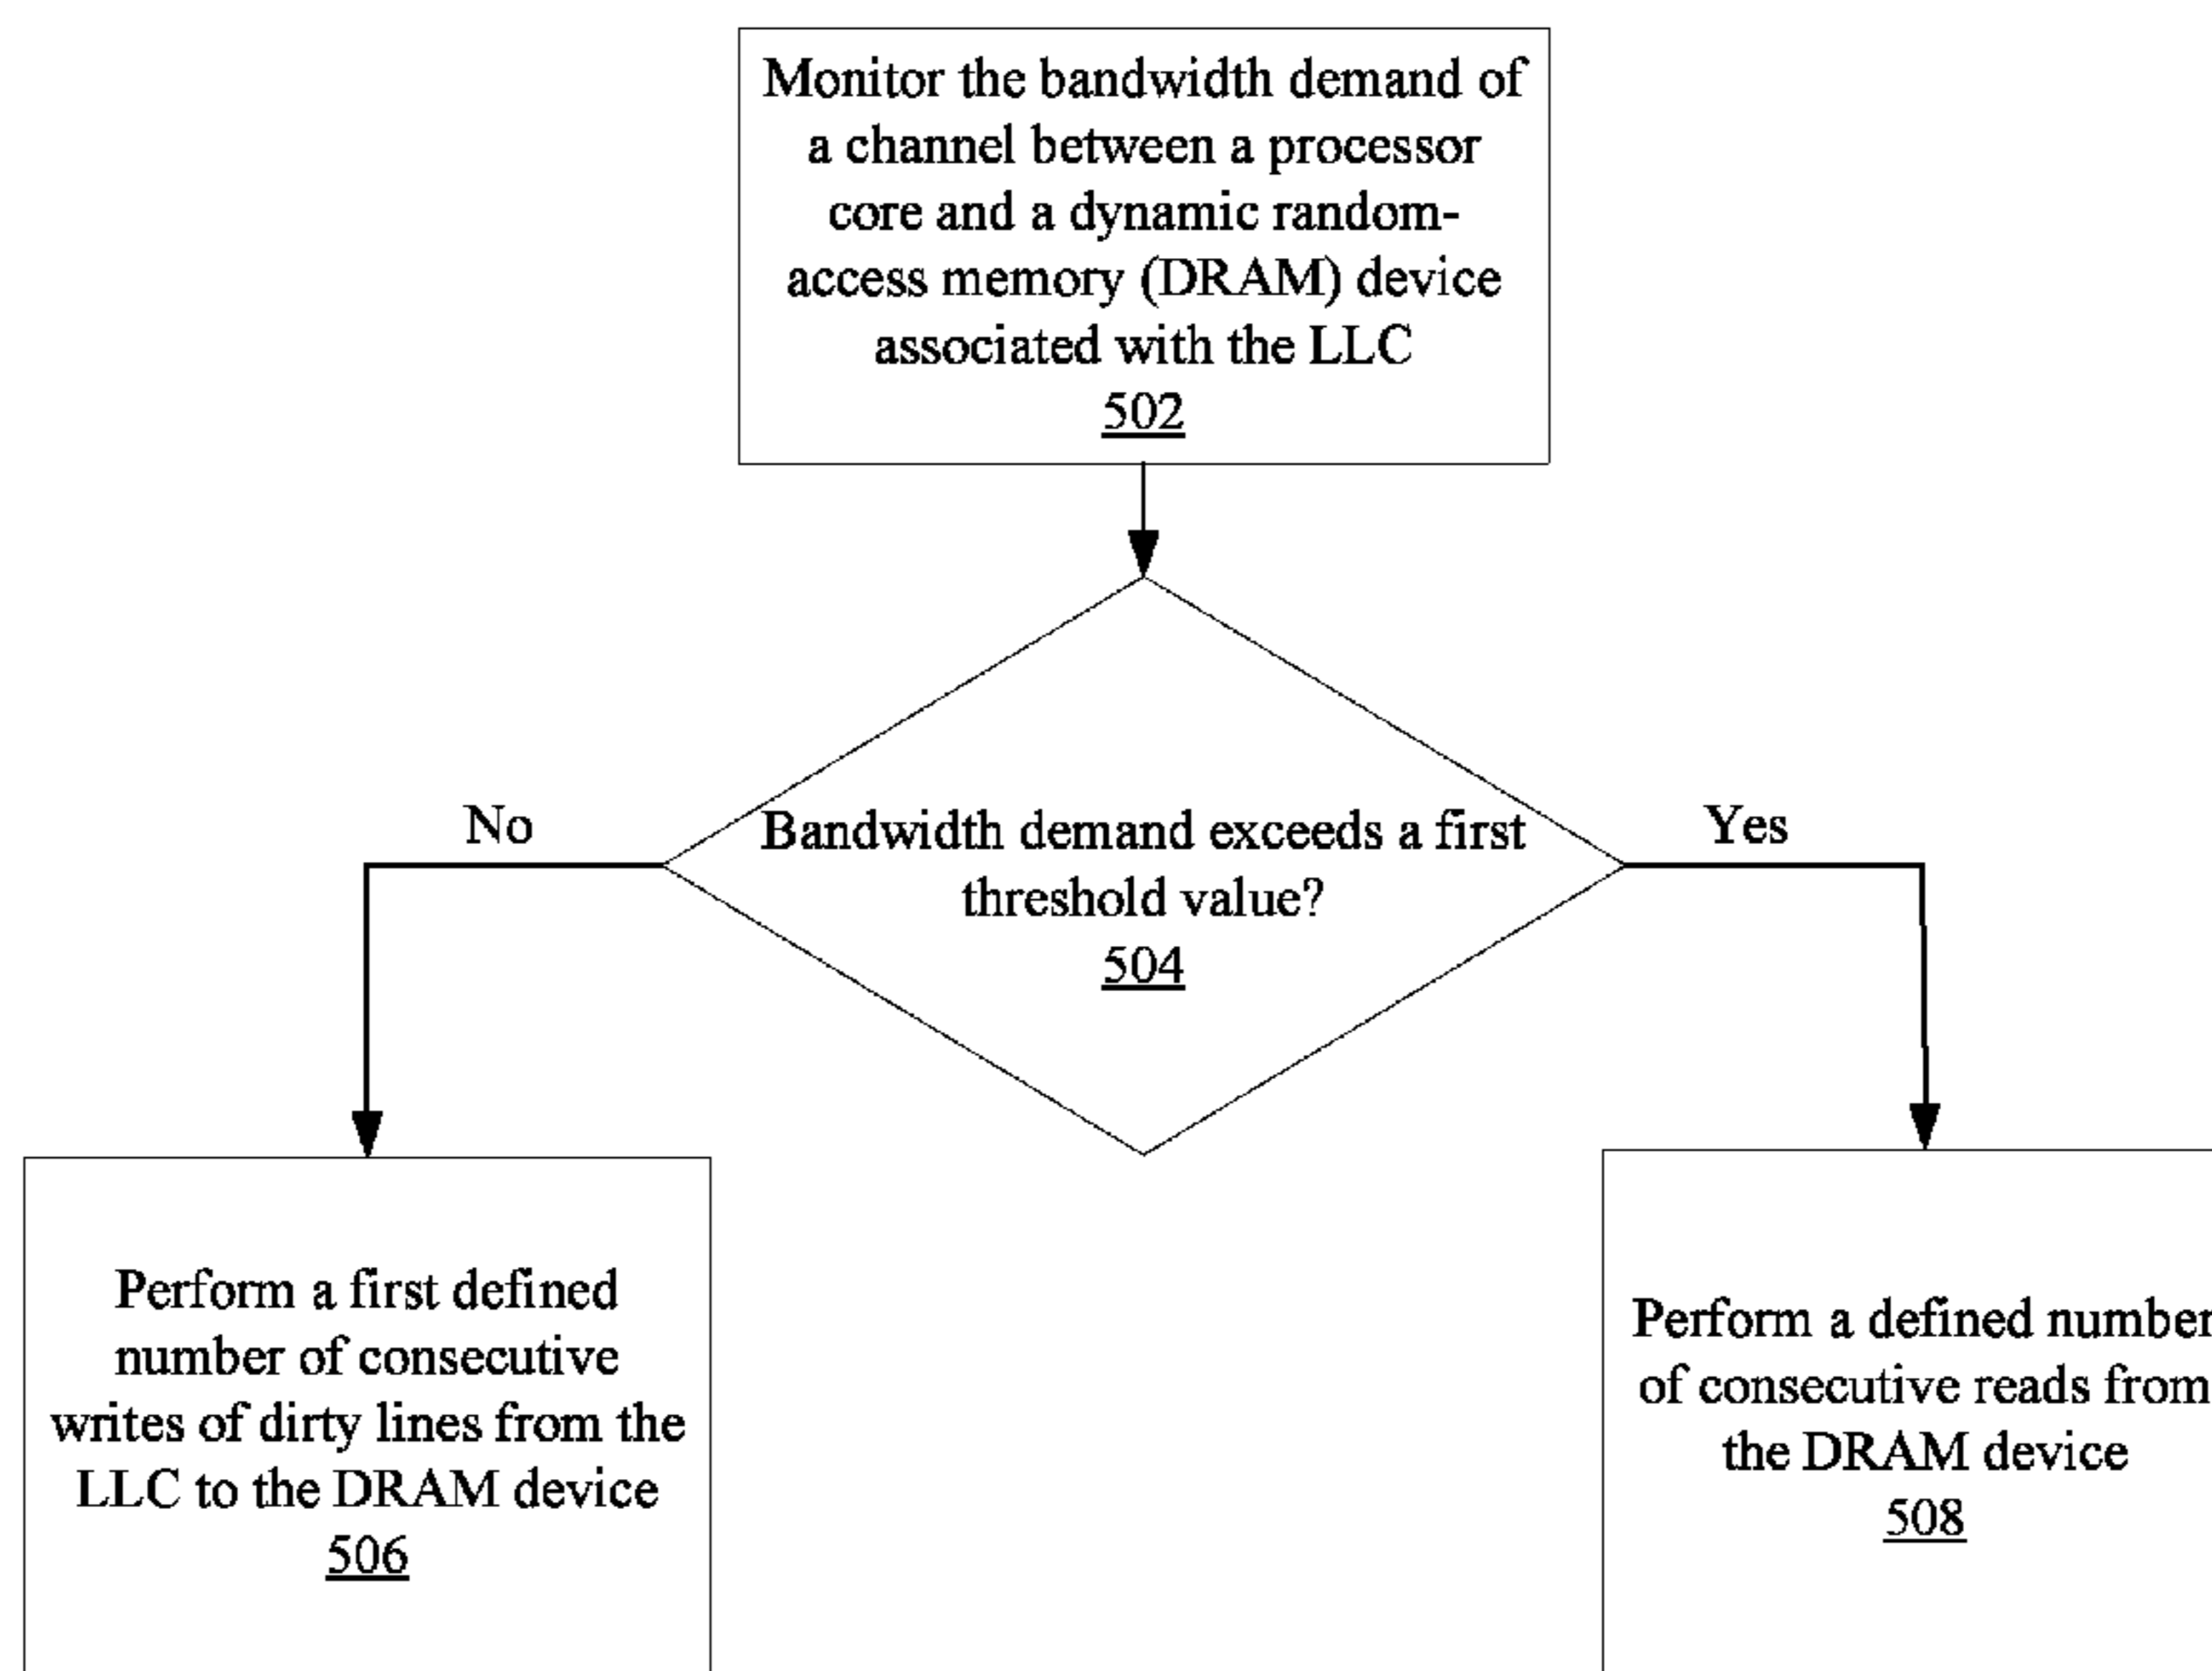 Monitor the bandwidth demand of
a channel between a processor
core and a dynamic random-
access memory (DRAM) device
associated with the LLC
502
No
Yes
Bandwidth demand exceeds a first
threshold value?
504
Perform a first defined
number of consecutive
writes of dirty lines from the
LLC to the DRAM device
506
Perform a defined number
of consecutive reads from
the DRAM device
508